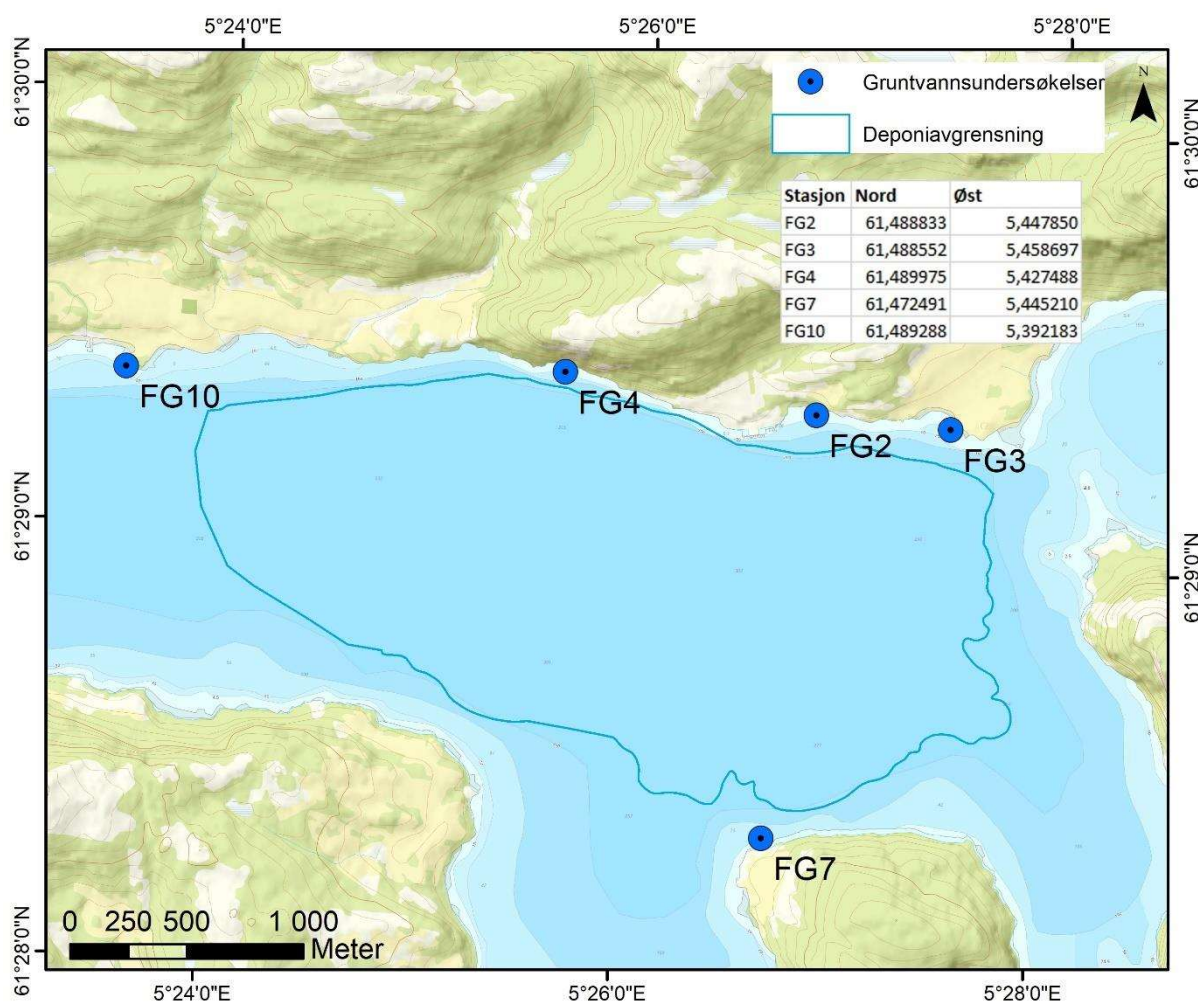 5°24'0"E 5°26'0"E 5°28'0"E
61°30'0"N
N
Gruntvannsundersøkelser
Deponiavgrensning
61°30'0"N
Stasjon Nord Øst
FG2 61,488833 5,447850
FG3 61,488552 5,458697
FG4 61,489975 5,427488
FG7 61,472491 5,445210
FG10 61,489288 5,392183
FG10
FG4
FG2
FG3
61°29'0"N
61°29'0"N
FG7
0 250 500 1 000
Meter
61°28'0"N
5°24'0"E 5°26'0"E 5°28'0"E